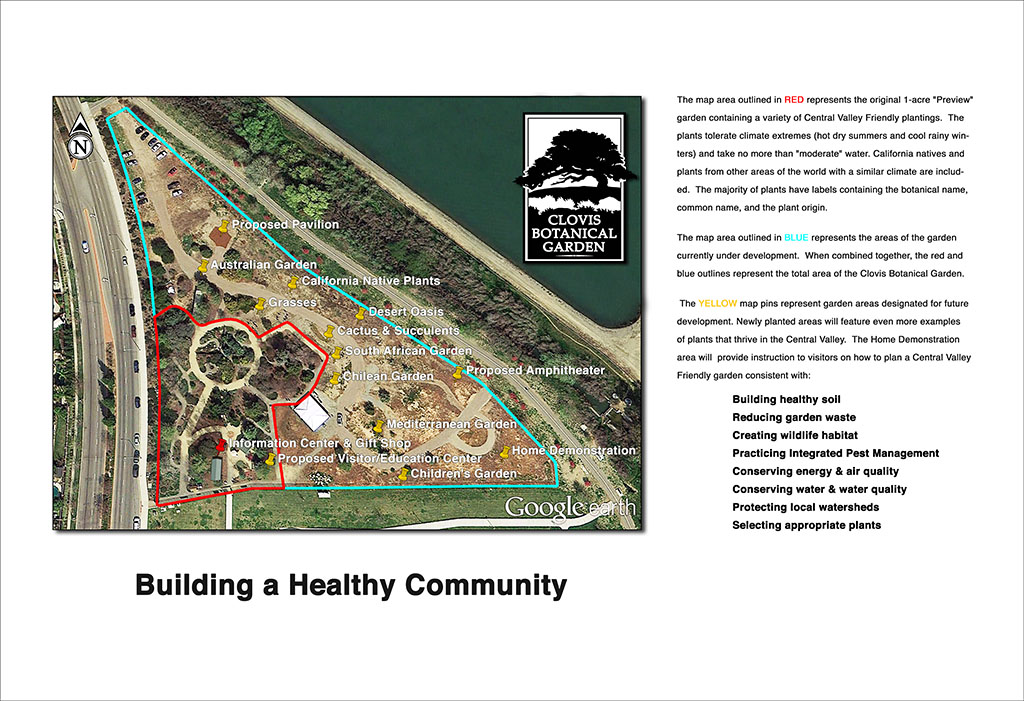 N
CLOVIS
BOTANICAL
GARDEN
Proposed Pavilion
Australian Garden
California Native Plants
Grasses
Desert Oasis
Cactus & Succulents
South African Garden
Chilean Garden
Proposed Amphitheater
Mediterranean Garden
Information Center & Gift Shop
Home Demonstration
Proposed Visitor/Education Center
Children's Garden
Google earth
The map area outlined in RED represents the original 1-acre "Preview"
garden containing a variety of Central Valley Friendly plantings. The
plants tolerate climate extremes (hot dry summers and cool rainy win-
ters) and take no more than "moderate" water. California natives and
plants from other areas of the world with a similar climate are includ-
ed. The majority of plants have labels containing the botanical name,
common name, and the plant origin.
The map area outlined in BLUE represents the areas of the garden
currently under development. When combined together, the red and
blue outlines represent the total area of the Clovis Botanical Garden.
The YELLOW map pins represent garden areas designated for future
development. Newly planted areas will feature even more examples
of plants that thrive in the Central Valley. The Home Demonstration
area will provide instruction to visitors on how to plan a Central Valley
Friendly garden consistent with:
Building healthy soil
Reducing garden waste
Creating wildlife habitat
Practicing Integrated Pest Management
Conserving energy & air quality
Conserving water & water quality
Protecting local watersheds
Selecting appropriate plants
Building a Healthy Community